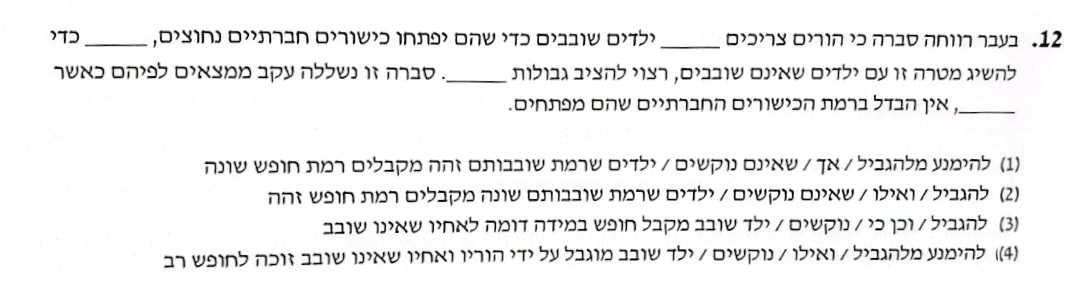 12. בעבר רווחה סברה כי הורים צריכים _____ ילדים שובבים כדי שהם יפתחו כישורים חברתיים נחוצים, _____ כדי
להשיג מטרה זו עם ילדים שאינם שובבים, רצוי להציב גבולות _____. סברה זו נשללה עקב ממצאים לפיהם כאשר
_____, אין הבדל ברמת הכישורים החברתיים שהם מפתחים.
(1) להימנע מלהגביל / אך / שאינם נוקשים / ילדים שרמת שובבותם זהה מקבלים רמת חופש שונה
(2) להגביל / ואילו / שאינם נוקשים / ילדים שרמת שובבותם שונה מקבלים רמת חופש זהה
(3) להגביל / וכן כי / נוקשים / ילד שובב מקבל חופש במידה דומה לאחיו שאינו שובב
(4) להימנע מלהגביל / ואילו / נוקשים / ילד שובב מוגבל על ידי הוריו ואחיו שאינו שובב זוכה לחופש רב